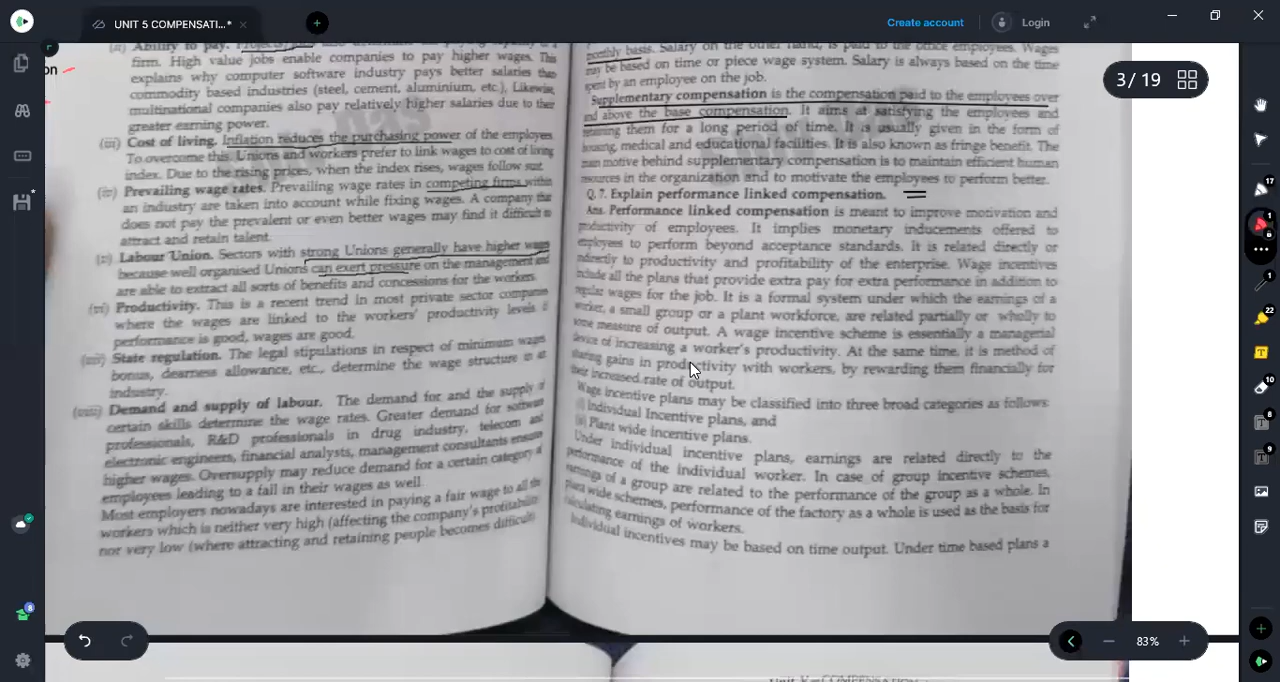 UNIT 5 COMPENSATI...*
Create account
Login
3 / 19
on
(ii) Ability to pay.
firm. High value jobs enable companies to pay higher wages. This
explains why computer software industry pays better salaries than
commodity based industries (steel, cement, aluminium, etc.), Likewise,
multinational companies also pay relatively higher salaries due to their
greater earning power.
(iii) Cost of living. Inflation reduces the purchasing power of the employees
To overcome this, Unions and workers prefer to link wages to cost of living
index. Due to the rising prices, when the index rises, wages follow suit.
(iv) Prevailing wage rates. Prevailing wage rates in competing firms within
an industry are taken into account while fixing wages. A company that
does not pay the prevalent or even better wages may find it difficult to
attract and retain talent.
(v) Labour Union. Sectors with strong Unions generally have higher wages
because well organised Unions can exert pressure on the management and
are able to extract all sorts of benefits and concessions for the workers.
(vi) Productivity. This is a recent trend in most private sector companies
where the wages are linked to the workers' productivity levels if
performance is good, wages are good.
(vii) State regulation. The legal stipulations in respect of minimum wages
bonus, dearness allowance, etc., determine the wage structure in an
industry.
(viii) Demand and supply of labour. The demand for and the supply of
certain skills determine the wage rates. Greater demand for software
professionals, R&D professionals in drug industry, telecom and
electronic engineers, financial analysts, management consultants ensure
higher wages. Oversupply may reduce demand for a certain category of
employees leading to a fall in their wages as well.
Most employers nowadays are interested in paying a fair wage to all the
workers which is neither very high (affecting the company's profitability
nor very low (where attracting and retaining people becomes difficult)
monthly basis. Salary on the other hand, is paid to the office employees. Wages
may be based on time or piece wage system. Salary is always based on the time
spent by an employee on the job.
Supplementary compensation is the compensation paid to the employees over
and above the base compensation. It aims at satisfying the employees and
retaining them for a long period of time. It is usually given in the form of
housing, medical and educational facilities. It is also known as fringe benefit. The
main motive behind supplementary compensation is to maintain efficient human
resources in the organization and to motivate the employees to perform better.
Q.7. Explain performance linked compensation.
Ans. Performance linked compensation is meant to improve motivation and
productivity of employees. It implies monetary inducements offered to
employees to perform beyond acceptance standards. It is related directly or
indirectly to productivity and profitability of the enterprise. Wage incentives
include all the plans that provide extra pay for extra performance in addition to
regular wages for the job. It is a formal system under which the earnings of a
worker, a small group or a plant workforce, are related partially or wholly to
some measure of output. A wage incentive scheme is essentially a managerial
device of increasing a worker's productivity. At the same time, it is method of
sharing gains in productivity with workers, by rewarding them financially for
their increased rate of output.
Wage incentive plans may be classified into three broad categories as follows:
(i) Individual Incentive plans, and
(ii) Plant wide incentive plans.
Under individual incentive plans, earnings are related directly to the
performance of the individual worker. In case of group incentive schemes,
earnings of a group are related to the performance of the group as a whole. In
plant wide schemes, performance of the factory as a whole is used as the basis for
calculating earnings of workers.
Individual incentives may be based on time output. Under time based plans a
83%